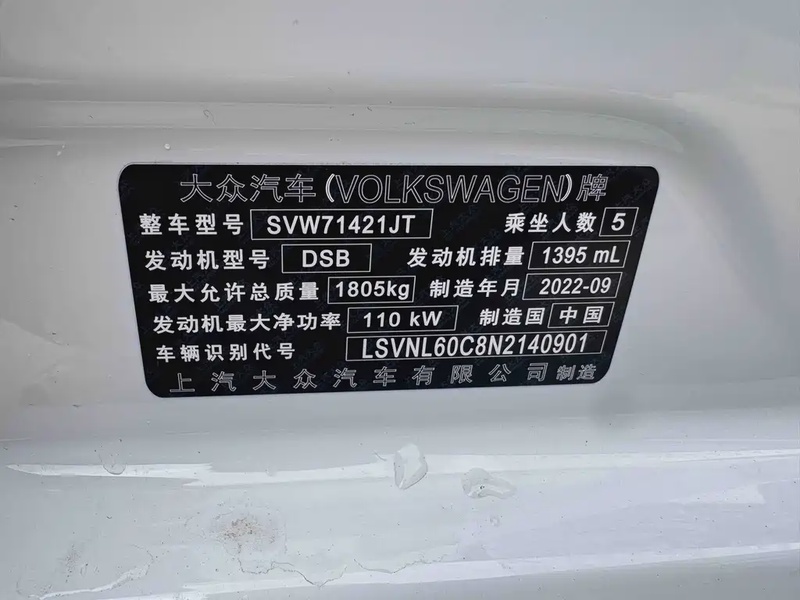 大众汽车(VOLKSWAGEN)牌
整车型号 SVW71421JT 乘坐人数 5
发动机型号 DSB 发动机排量 1395 mL
最大允许总质量 1805kg 制造年月 2022-09
发动机最大净功率 110 kW 制造国 中国
车辆识别代号 LSVNL60C8N2140901
上汽大众汽车有限公司 制造